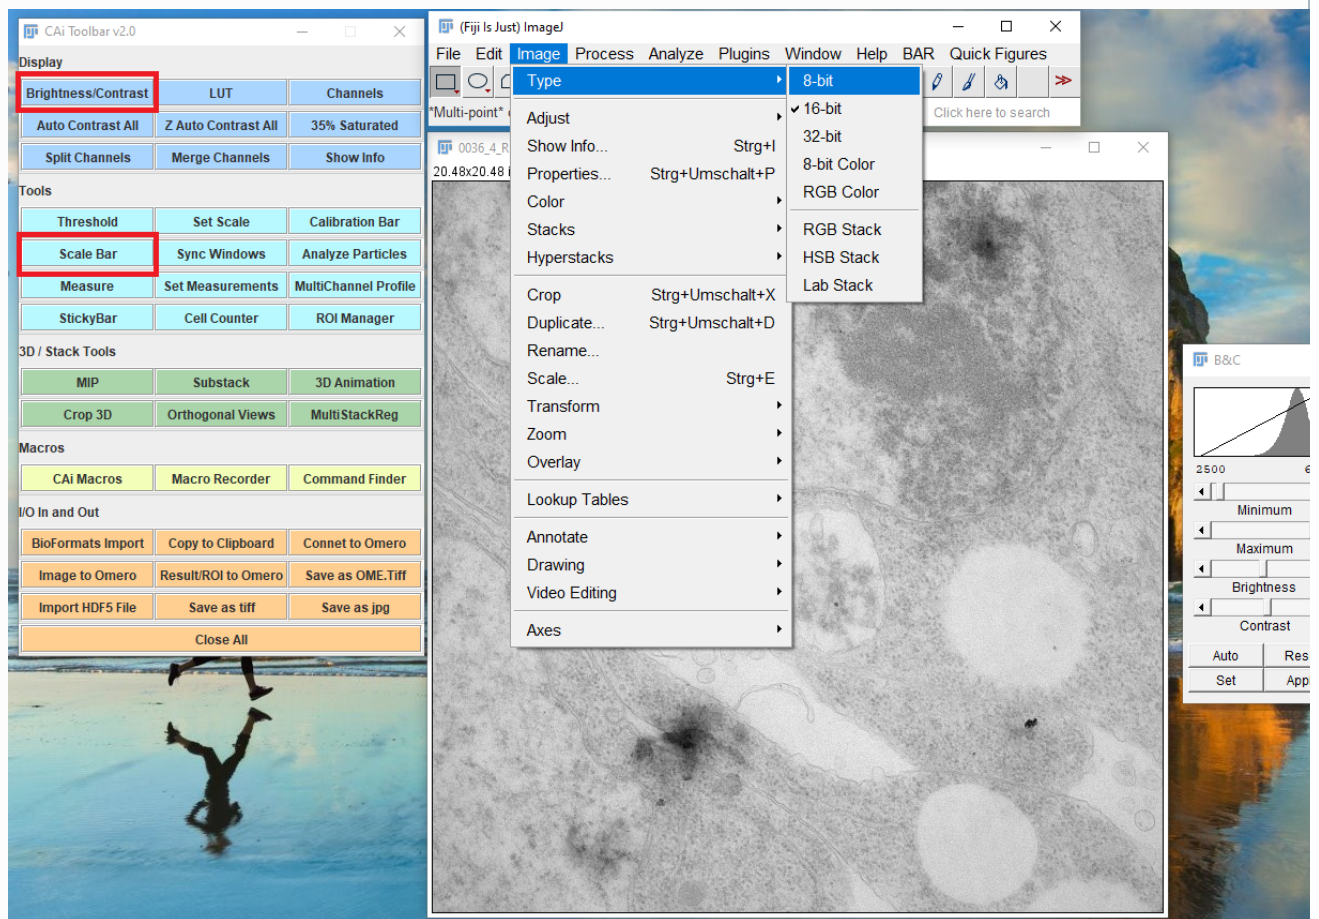 CAi Toolbar v2.0
Display
Brightness/Contrast LUT Channels
Auto Contrast All Z Auto Contrast All 35% Saturated
Split Channels Merge Channels Show Info
Tools
Threshold Set Scale Calibration Bar
Scale Bar Sync Windows Analyze Particles
Measure Set Measurements MultiChannel Profile
StickyBar Cell Counter ROI Manager
3D / Stack Tools
MIP Substack 3D Animation
Crop 3D Orthogonal Views MultiStackReg
Macros
CAi Macros Macro Recorder Command Finder
I/O In and Out
BioFormats Import Copy to Clipboard Connet to Omero
Image to Omero Result/ROI to Omero Save as OME.Tiff
Import HDF5 File Save as tiff Save as jpg
Close All
(Fiji Is Just) ImageJ
File Edit Image Process Analyze Plugins Window Help BAR Quick Figures
*Multi-point*
Click here to search
0036_4_R
20.48x20.48
Type
Adjust
Show Info... Strg+I
Properties... Strg+Umschalt+P
Color
Stacks
Hyperstacks
Crop Strg+Umschalt+X
Duplicate... Strg+Umschalt+D
Rename...
Scale... Strg+E
Transform
Zoom
Overlay
Lookup Tables
Annotate
Drawing
Video Editing
Axes
8-bit
16-bit
32-bit
8-bit Color
RGB Color
RGB Stack
HSB Stack
Lab Stack
B&C
2500
Minimum
Maximum
Brightness
Contrast
Auto Res
Set App